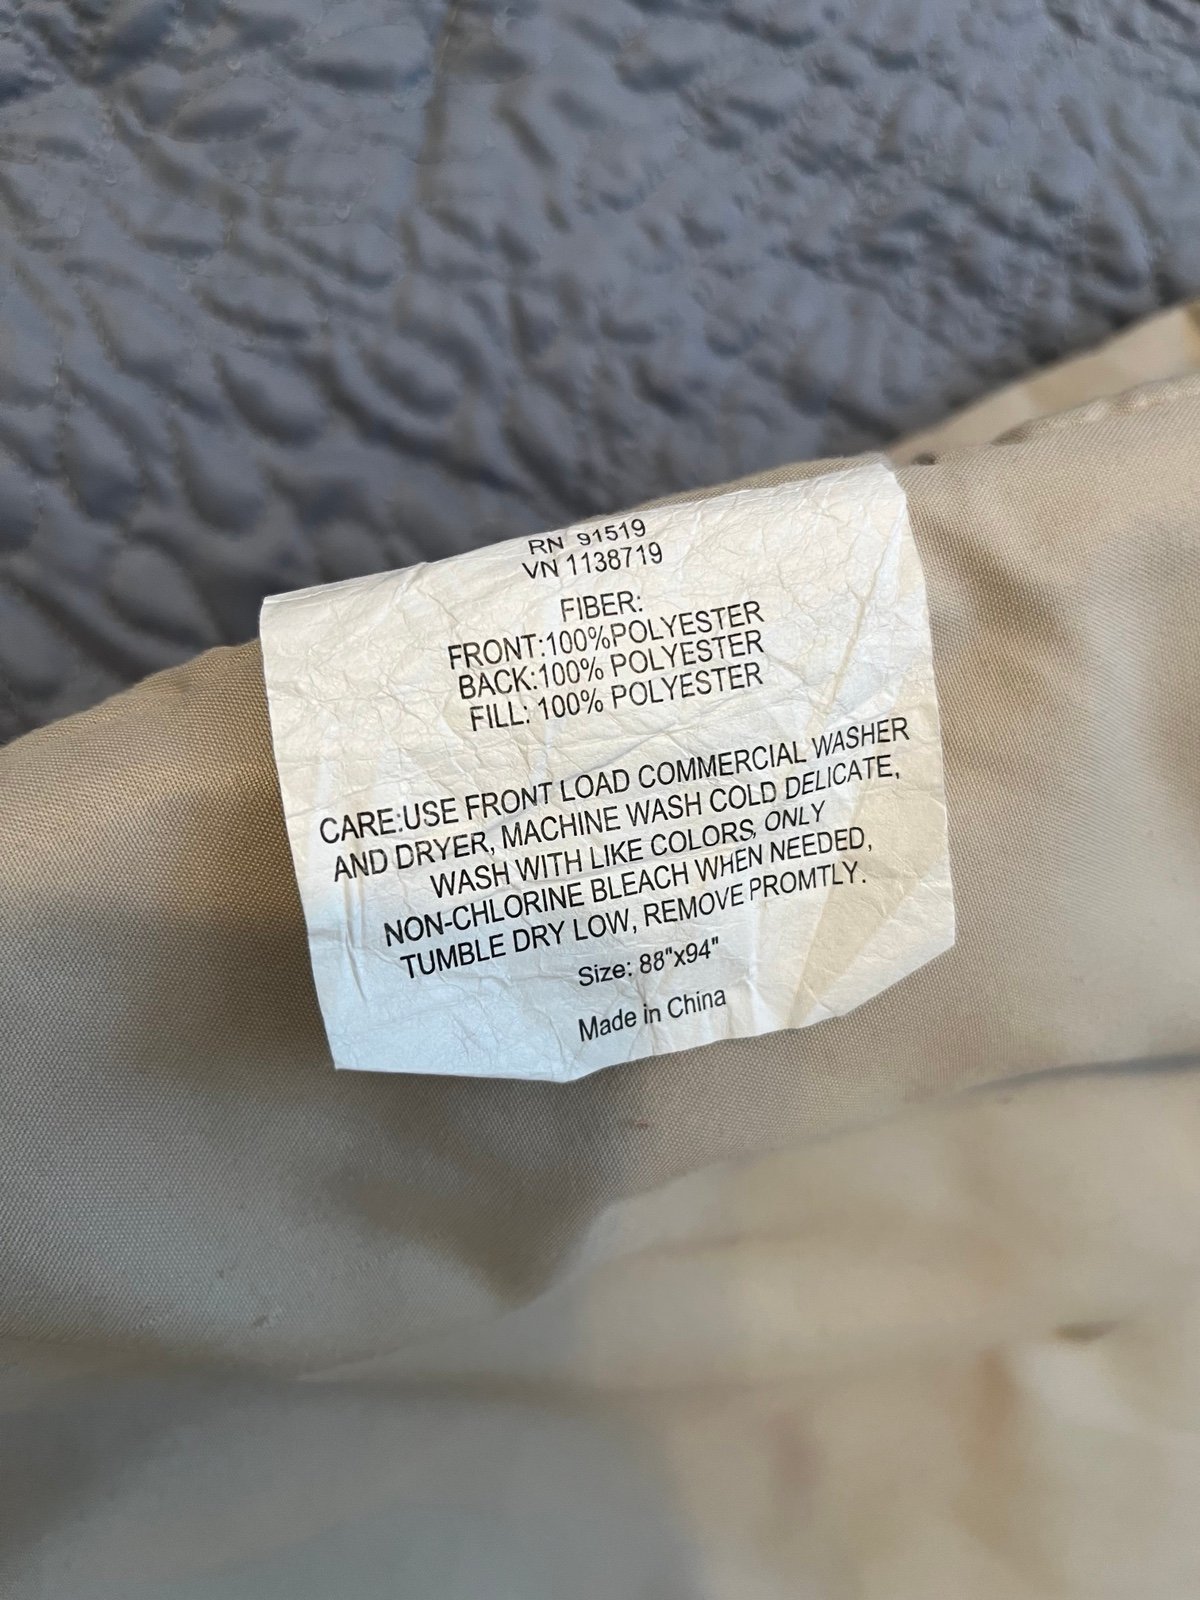 RN 91519
VN 1138719
FIBER:
FRONT:100%POLYESTER
BACK:100% POLYESTER
FILL: 100% POLYESTER
CARE:USE FRONT LOAD COMMERCIAL WASHER
AND DRYER, MACHINE WASH COLD DELICATE,
WASH WITH LIKE COLORS, ONLY
NON-CHLORINE BLEACH WHEN NEEDED,
TUMBLE DRY LOW, REMOVE PROMTLY.
Size: 88"x94"
Made in China